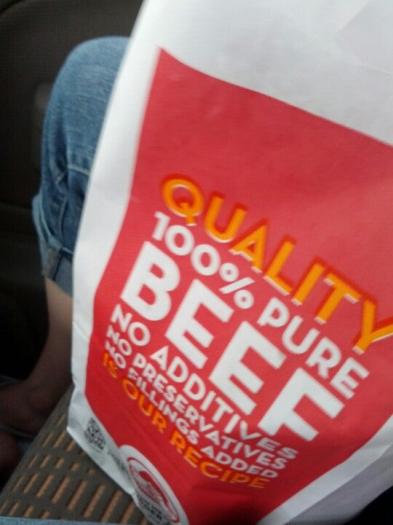 QUALITY
100% PURE
BEEF
NO ADDITIVES
NO PRESERVATIVES
NO FILLINGS ADDED
IS OUR RECIPE